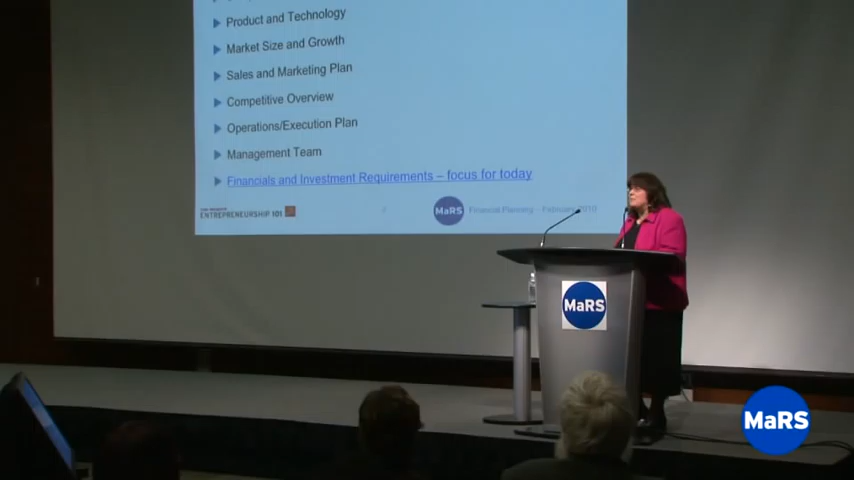 Product and Technology
Market Size and Growth
Sales and Marketing Plan
Competitive Overview
Operations/Execution Plan
Management Team
Financials and Investment Requirements – focus for today
ENTREPRENEURSHIP 101
MaRS
Financial Planning – February 2010
MaRS
MaRS